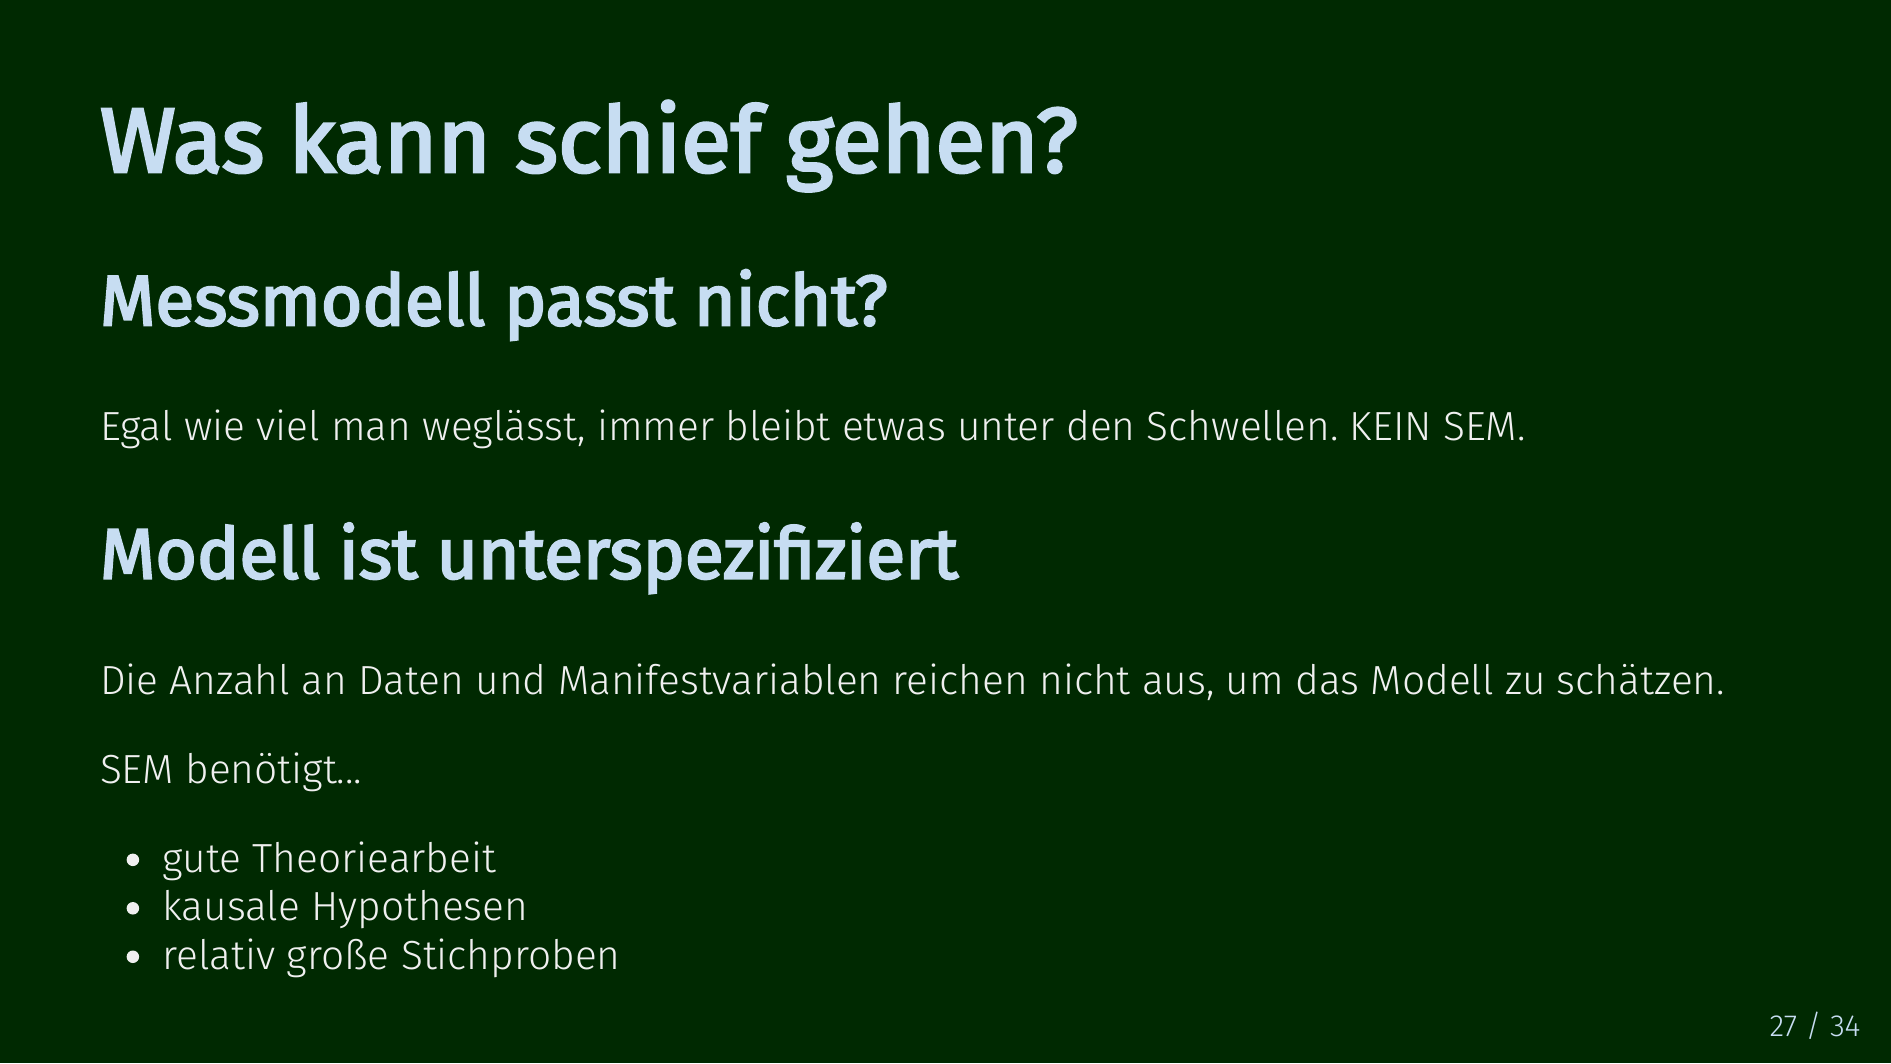 Was kann schief gehen?
Messmodell passt nicht?
Egal wie viel man weglässt, immer bleibt etwas unter den Schwellen. KEIN SEM.
Modell ist unterspezifiziert
Die Anzahl an Daten und Manifestvariablen reichen nicht aus, um das Modell zu schätzen.
SEM benötigt...
• gute Theoriearbeit
• kausale Hypothesen
• relativ große Stichproben
27 / 34